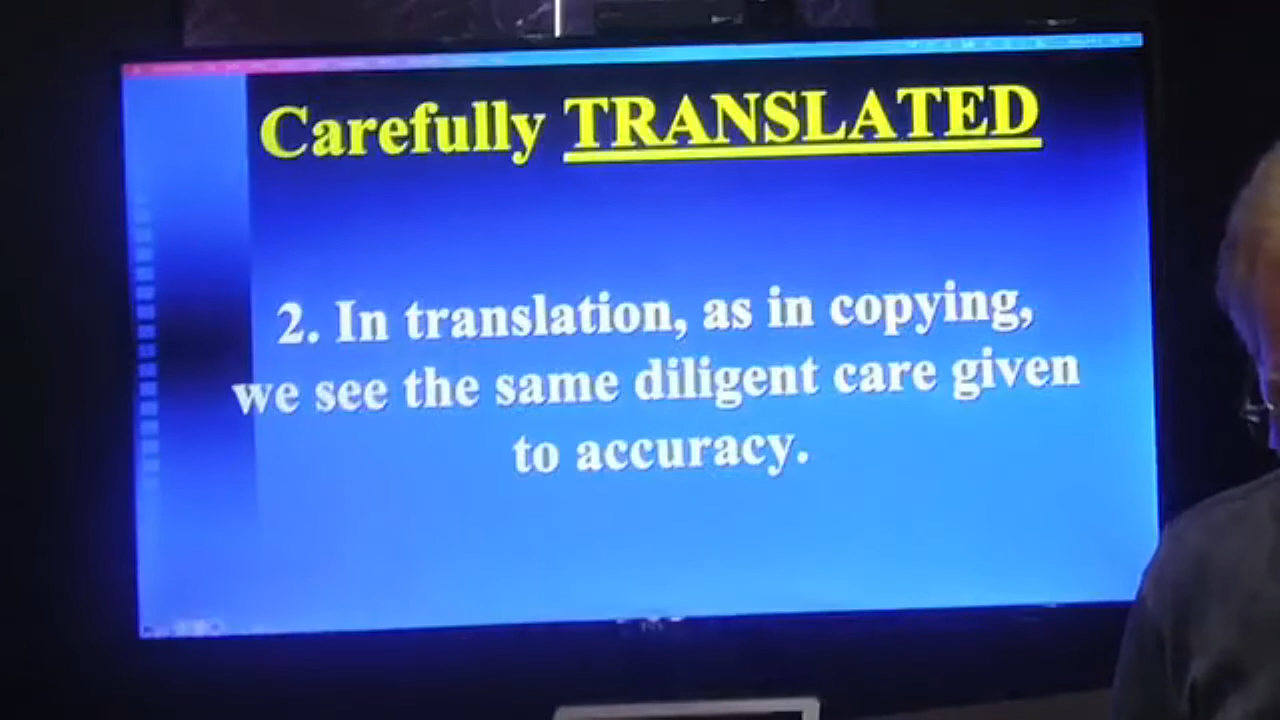 Carefully TRANSLATED
2. In translation, as in copying,
we see the same diligent care given
to accuracy.